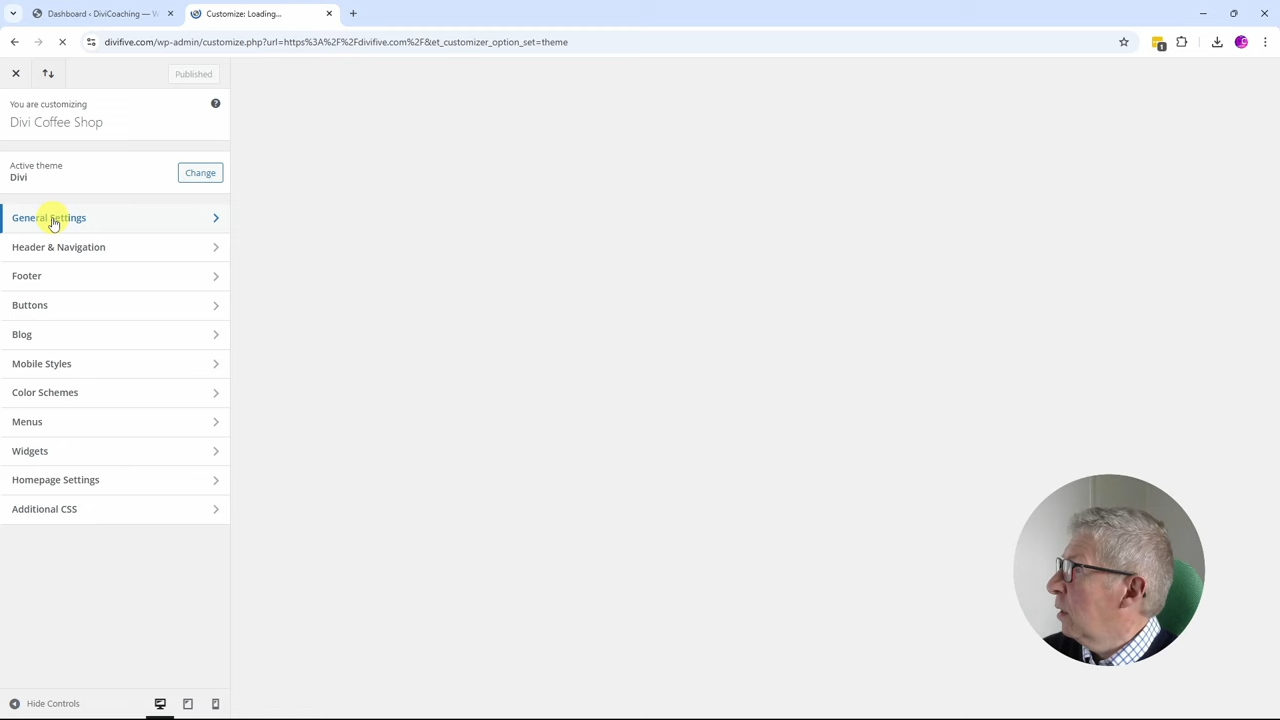 Dashboard ‹ DiviCoaching — W
Customize: Loading...
divifive.com/wp-admin/customize.php?url=https%3A%2F%2Fdivifive.com%2F&et_customizer_option_set=theme
1
Published
You are customizing
Divi Coffee Shop
Active theme
Divi
Change
General Settings
Header & Navigation
Footer
Buttons
Blog
Mobile Styles
Color Schemes
Menus
Widgets
Homepage Settings
Additional CSS
Hide Controls